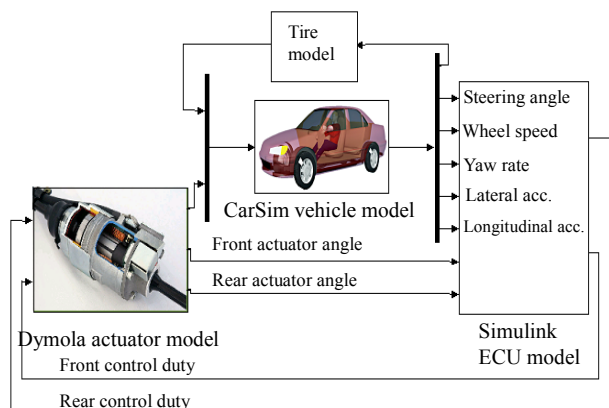 Tire
model
Steering angle
Wheel speed
Yaw rate
Lateral acc.
Longitudinal acc.
CarSim vehicle model
Front actuator angle
Rear actuator angle
Dymola actuator model
Simulink
ECU model
Front control duty
Rear control duty